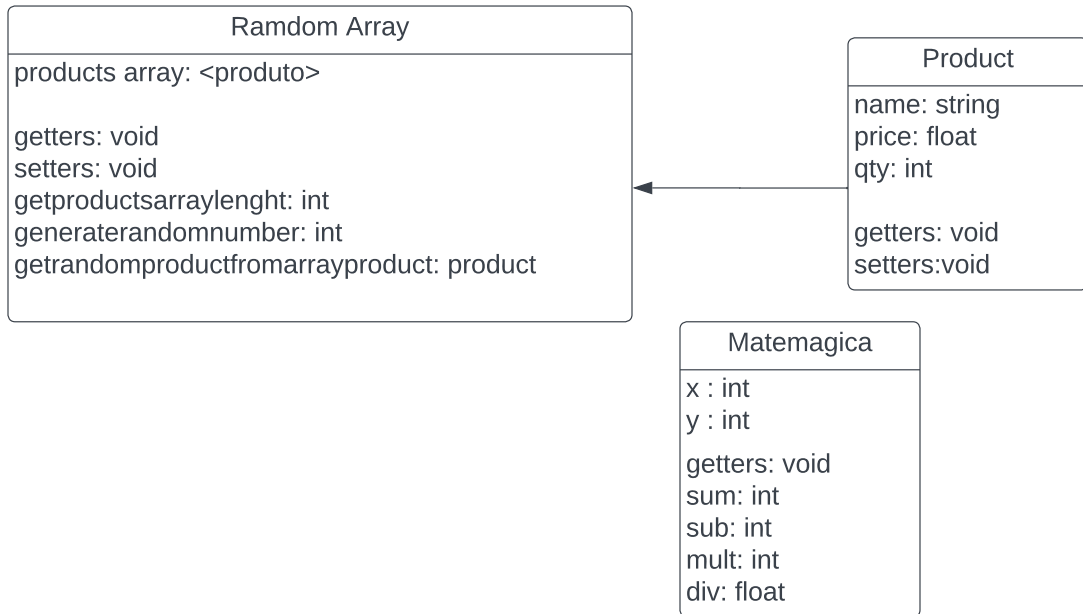 Ramdom Array
products array: <produto>
getters: void
setters: void
getproductsarraylenght: int
generaterandomnumber: int
getrandomproductfromarrayproduct: product
Product
name: string
price: float
qty: int
getters: void
setters:void
Matemagica
x : int
y : int
getters: void
sum: int
sub: int
mult: int
div: float